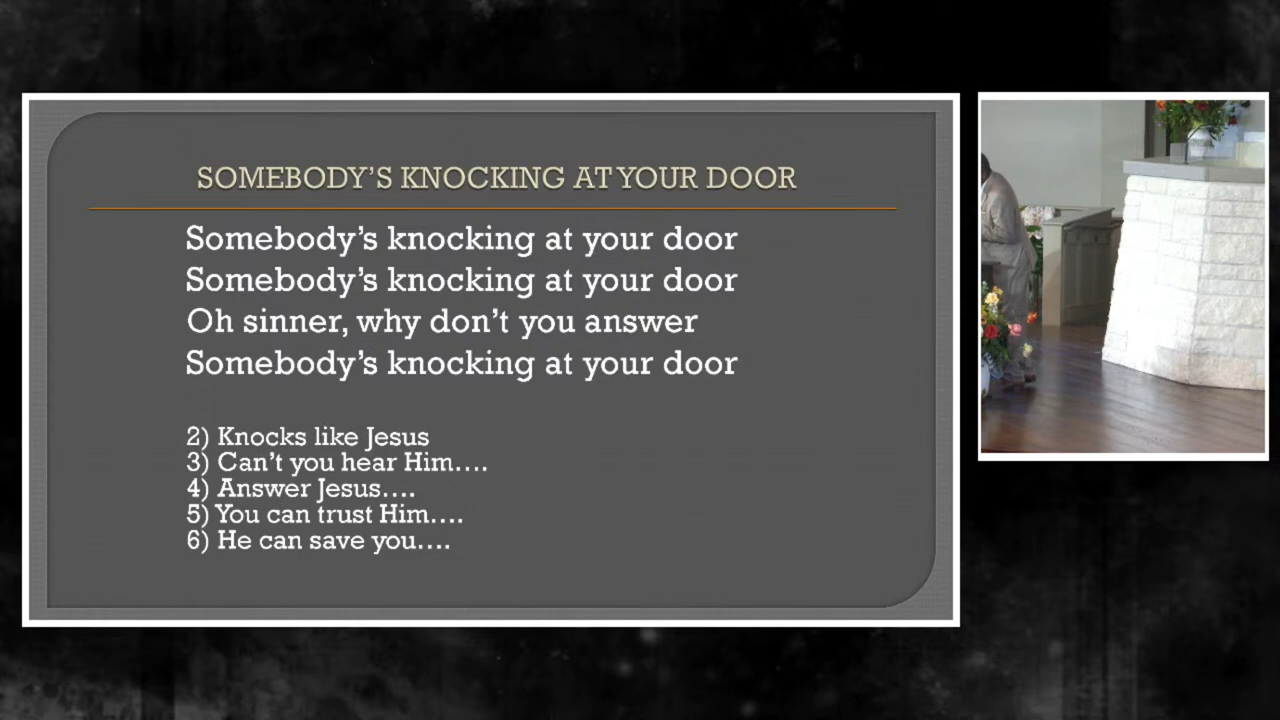 SOMEBODY'S KNOCKING AT YOUR DOOR
Somebody's knocking at your door
Somebody's knocking at your door
Oh sinner, why don't you answer
Somebody's knocking at your door
2) Knocks like Jesus
3) Can't you hear Him....
4) Answer Jesus....
5) You can trust Him....
6) He can save you....